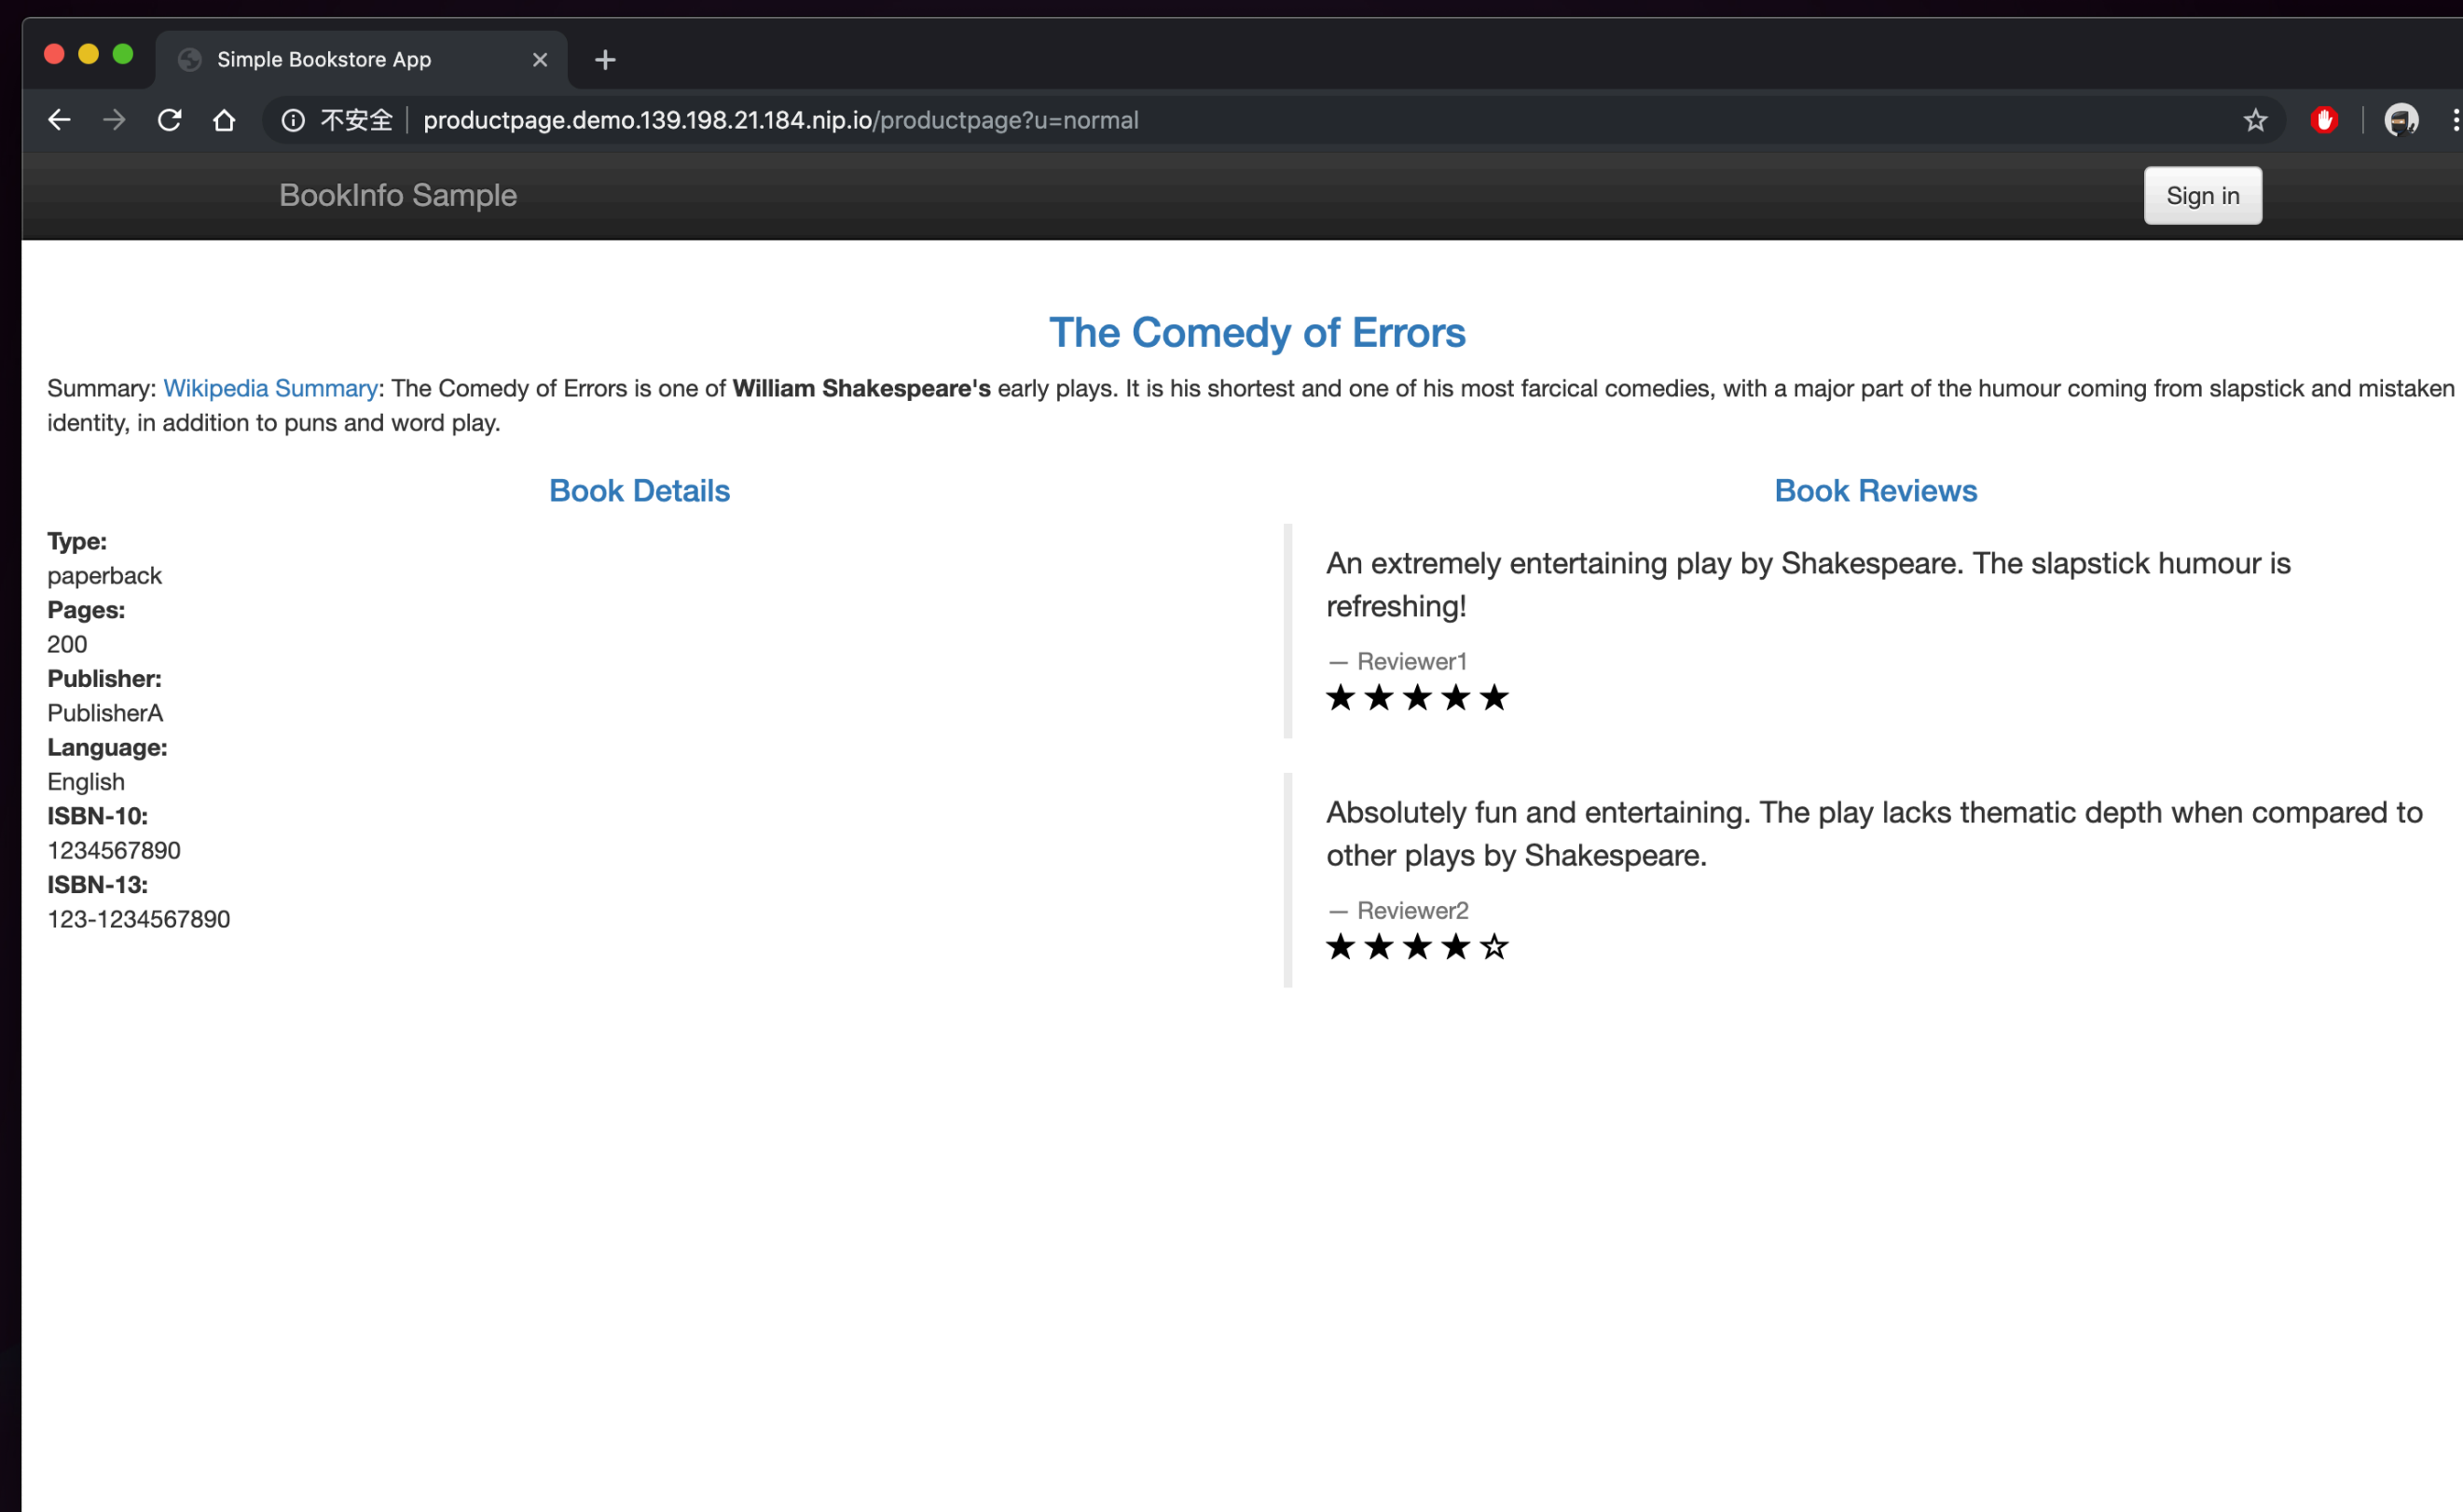 Simple Bookstore App
不安全 productpage.demo.139.198.21.184.nip.io/productpage?u=normal
BookInfo Sample
Sign in
The Comedy of Errors
Summary: Wikipedia Summary: The Comedy of Errors is one of William Shakespeare's early plays. It is his shortest and one of his most farcical comedies, with a major part of the humour coming from slapstick and mistaken
identity, in addition to puns and word play.
Book Details
Type:
paperback
Pages:
200
Publisher:
PublisherA
Language:
English
ISBN-10:
1234567890
ISBN-13:
123-1234567890
Book Reviews
An extremely entertaining play by Shakespeare. The slapstick humour is
refreshing!
— Reviewer1
★★★★★
Absolutely fun and entertaining. The play lacks thematic depth when compared to
other plays by Shakespeare.
— Reviewer2
★★★★☆